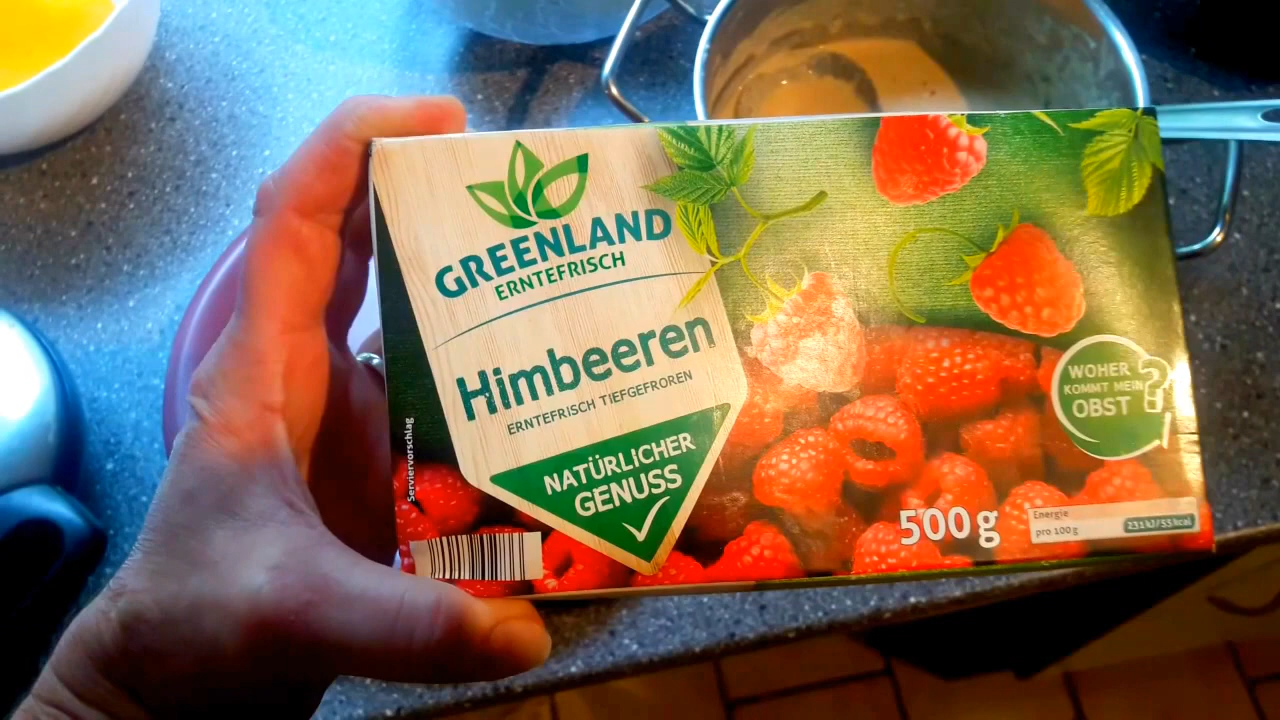 GREENLAND
ERNTEFRISCH
Himbeeren
ERNTEFRISCH TIEFGEFROREN
NATÜRLICHER
GENUSS
Serviervorschlag
WOHER
KOMMT MEIN
OBST ?
500g
Energie
pro 100g
231kJ/55kcal